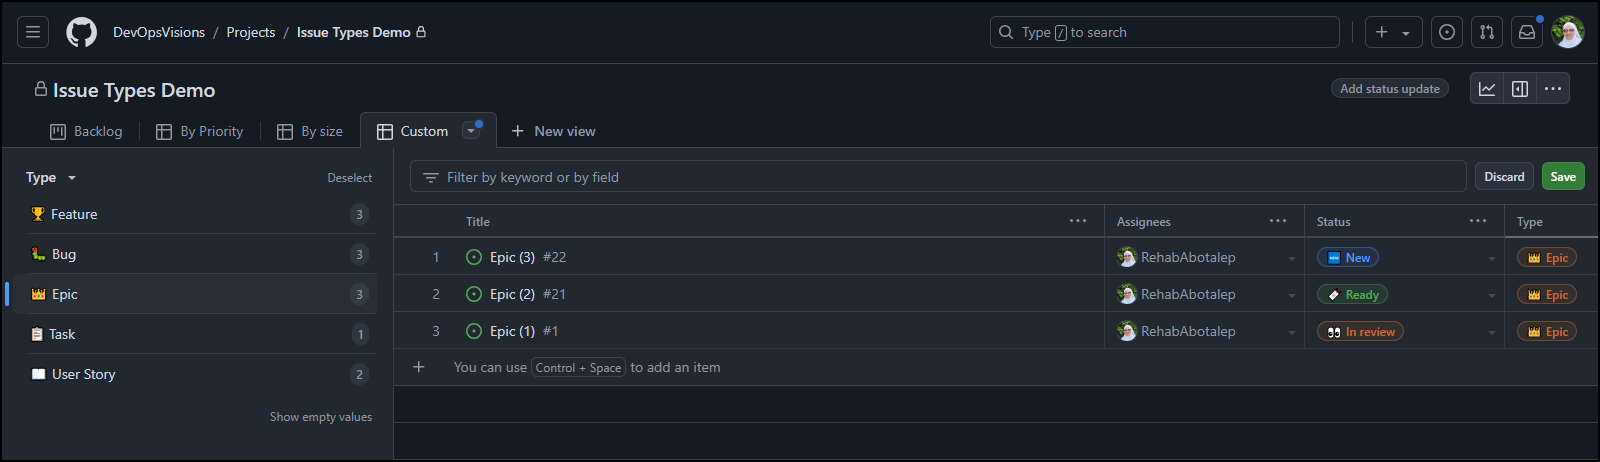 DevOpsVisions / Projects / Issue Types Demo
Type / to search
Issue Types Demo
Add status update
Backlog By Priority By size Custom New view
Type Deselect
Filter by keyword or by field Discard Save
Feature 3
Bug 3
Epic 3
Task 1
User Story 2
Show empty values
Title Assignees Status Type
1 Epic (3) #22 RehabAbotalep NEW New Epic
2 Epic (2) #21 RehabAbotalep Ready Epic
3 Epic (1) #1 RehabAbotalep In review Epic
You can use Control + Space to add an item